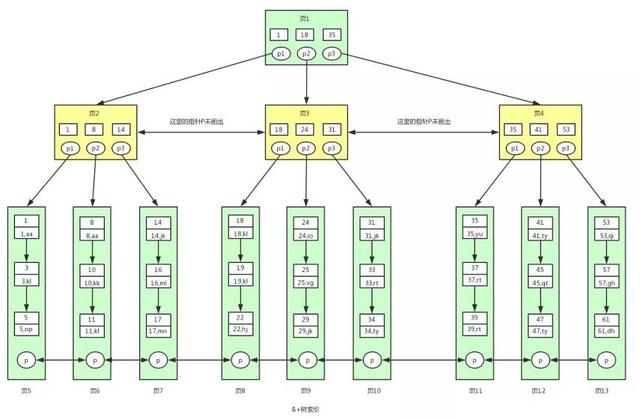 页1
1 18 35
p1 p2 p3
页2 页3 页4
这里的指针P未画出 这里的指针P未画出
1 8 14 18 24 31 35 41 53
p1 p2 p3 p1 p2 p3 p1 p2 p3
1 8 14 18 24 31 35 41 53
1,aa 8,aa 14,jk 18,kl 24,io 31,jk 35,yu 41,ty 53,qi
3 10 16 19 25 33 37 45 57
3,kl 10,kk 16,ml 19,kl 25,vg 33,rt 37,rt 45,qt 57,gh
5 11 17 22 29 34 39 47 61
5,op 11,kl 17,mn 22,hj 29,jk 34,ty 39,rt 47,ty 61,dh
p p p p p p p p p
页5 页6 页7 页8 页9 页10 页11 页12 页13
B+树索引